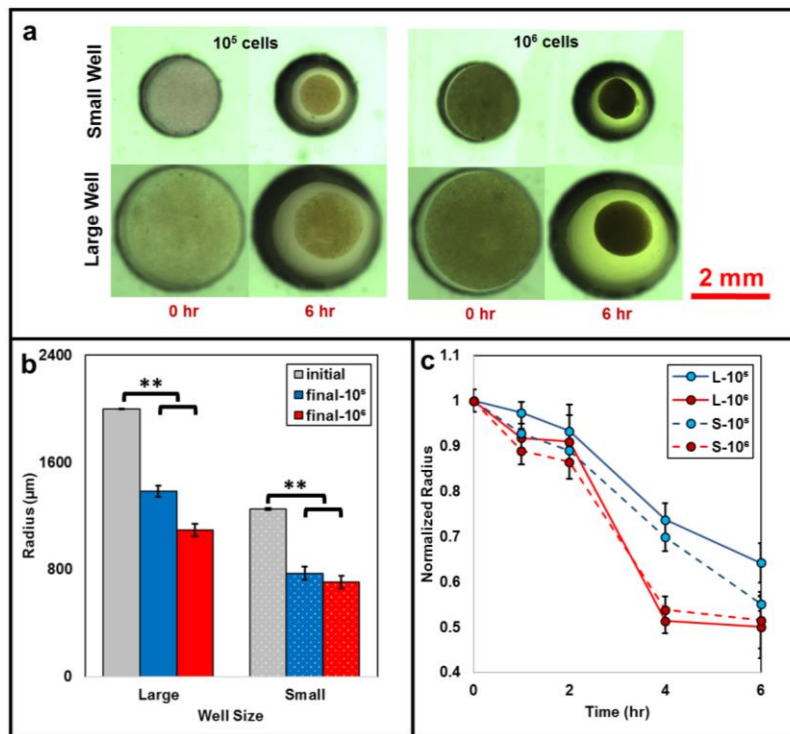 a
10⁵ cells 10⁶ cells
Small Well
Large Well
0 hr 6 hr 0 hr 6 hr
2 mm
b
2400
1600
800
0
Radius (µm)
**
**
initial
final-10⁵
final-10⁶
Large Small
Well Size
c
1.1
1
0.9
0.8
0.7
0.6
0.5
0.4
Normalized Radius
L-10⁵
L-10⁶
S-10⁵
S-10⁶
0 2 4 6
Time (hr)